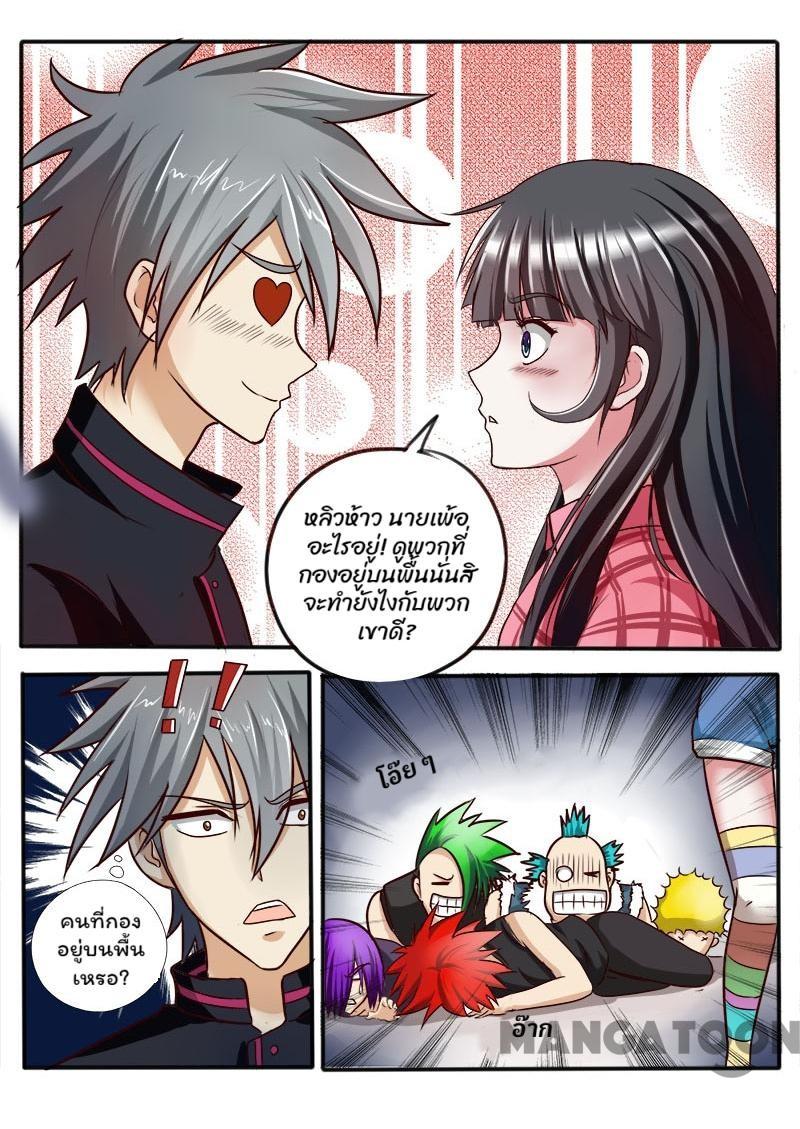 หลิวห้าว นายเพ้อ
อะไรอยู่! ดูพวกที่
กองอยู่บนพื้นนั่นสิ
จะทำยังไงกับพวก
เขาดี?
!!
คนที่กอง
อยู่บนพื้น
เหรอ?
โอ๊ย ๆ
อ๊าก
MANGATOON